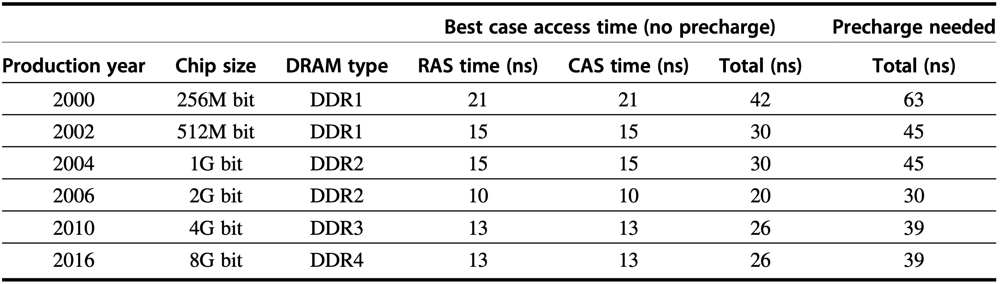 Best case access time (no precharge) Precharge needed
Production year Chip size DRAM type RAS time (ns) CAS time (ns) Total (ns) Total (ns)
2000 256M bit DDR1 21 21 42 63
2002 512M bit DDR1 15 15 30 45
2004 1G bit DDR2 15 15 30 45
2006 2G bit DDR2 10 10 20 30
2010 4G bit DDR3 13 13 26 39
2016 8G bit DDR4 13 13 26 39